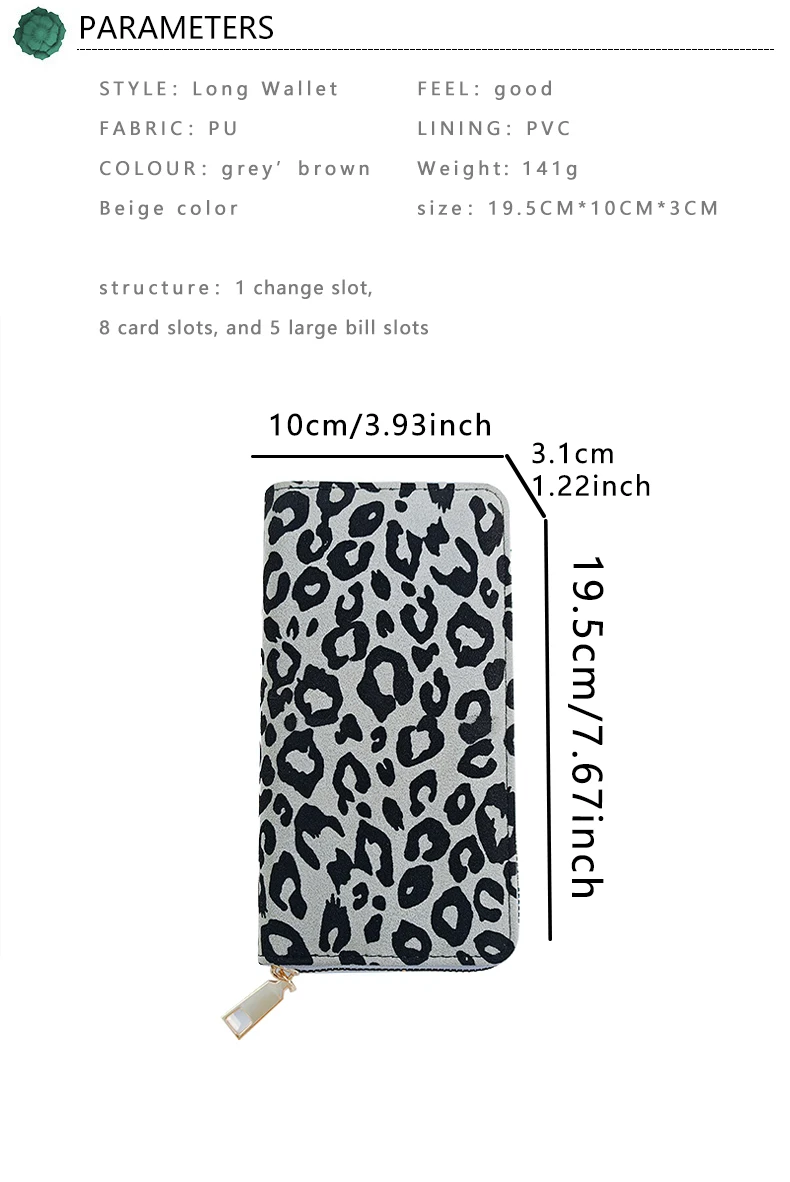 PARAMETERS
STYLE: Long Wallet
FEEL: good
FABRIC: PU
LINING: PVC
COLOUR: grey’ brown
Weight: 141g
Beige color
size: 19.5CM*10CM*3CM
structure: 1 change slot,
8 card slots, and 5 large bill slots
10cm/3.93inch
3.1cm
1.22inch
19.5cm/7.67inch